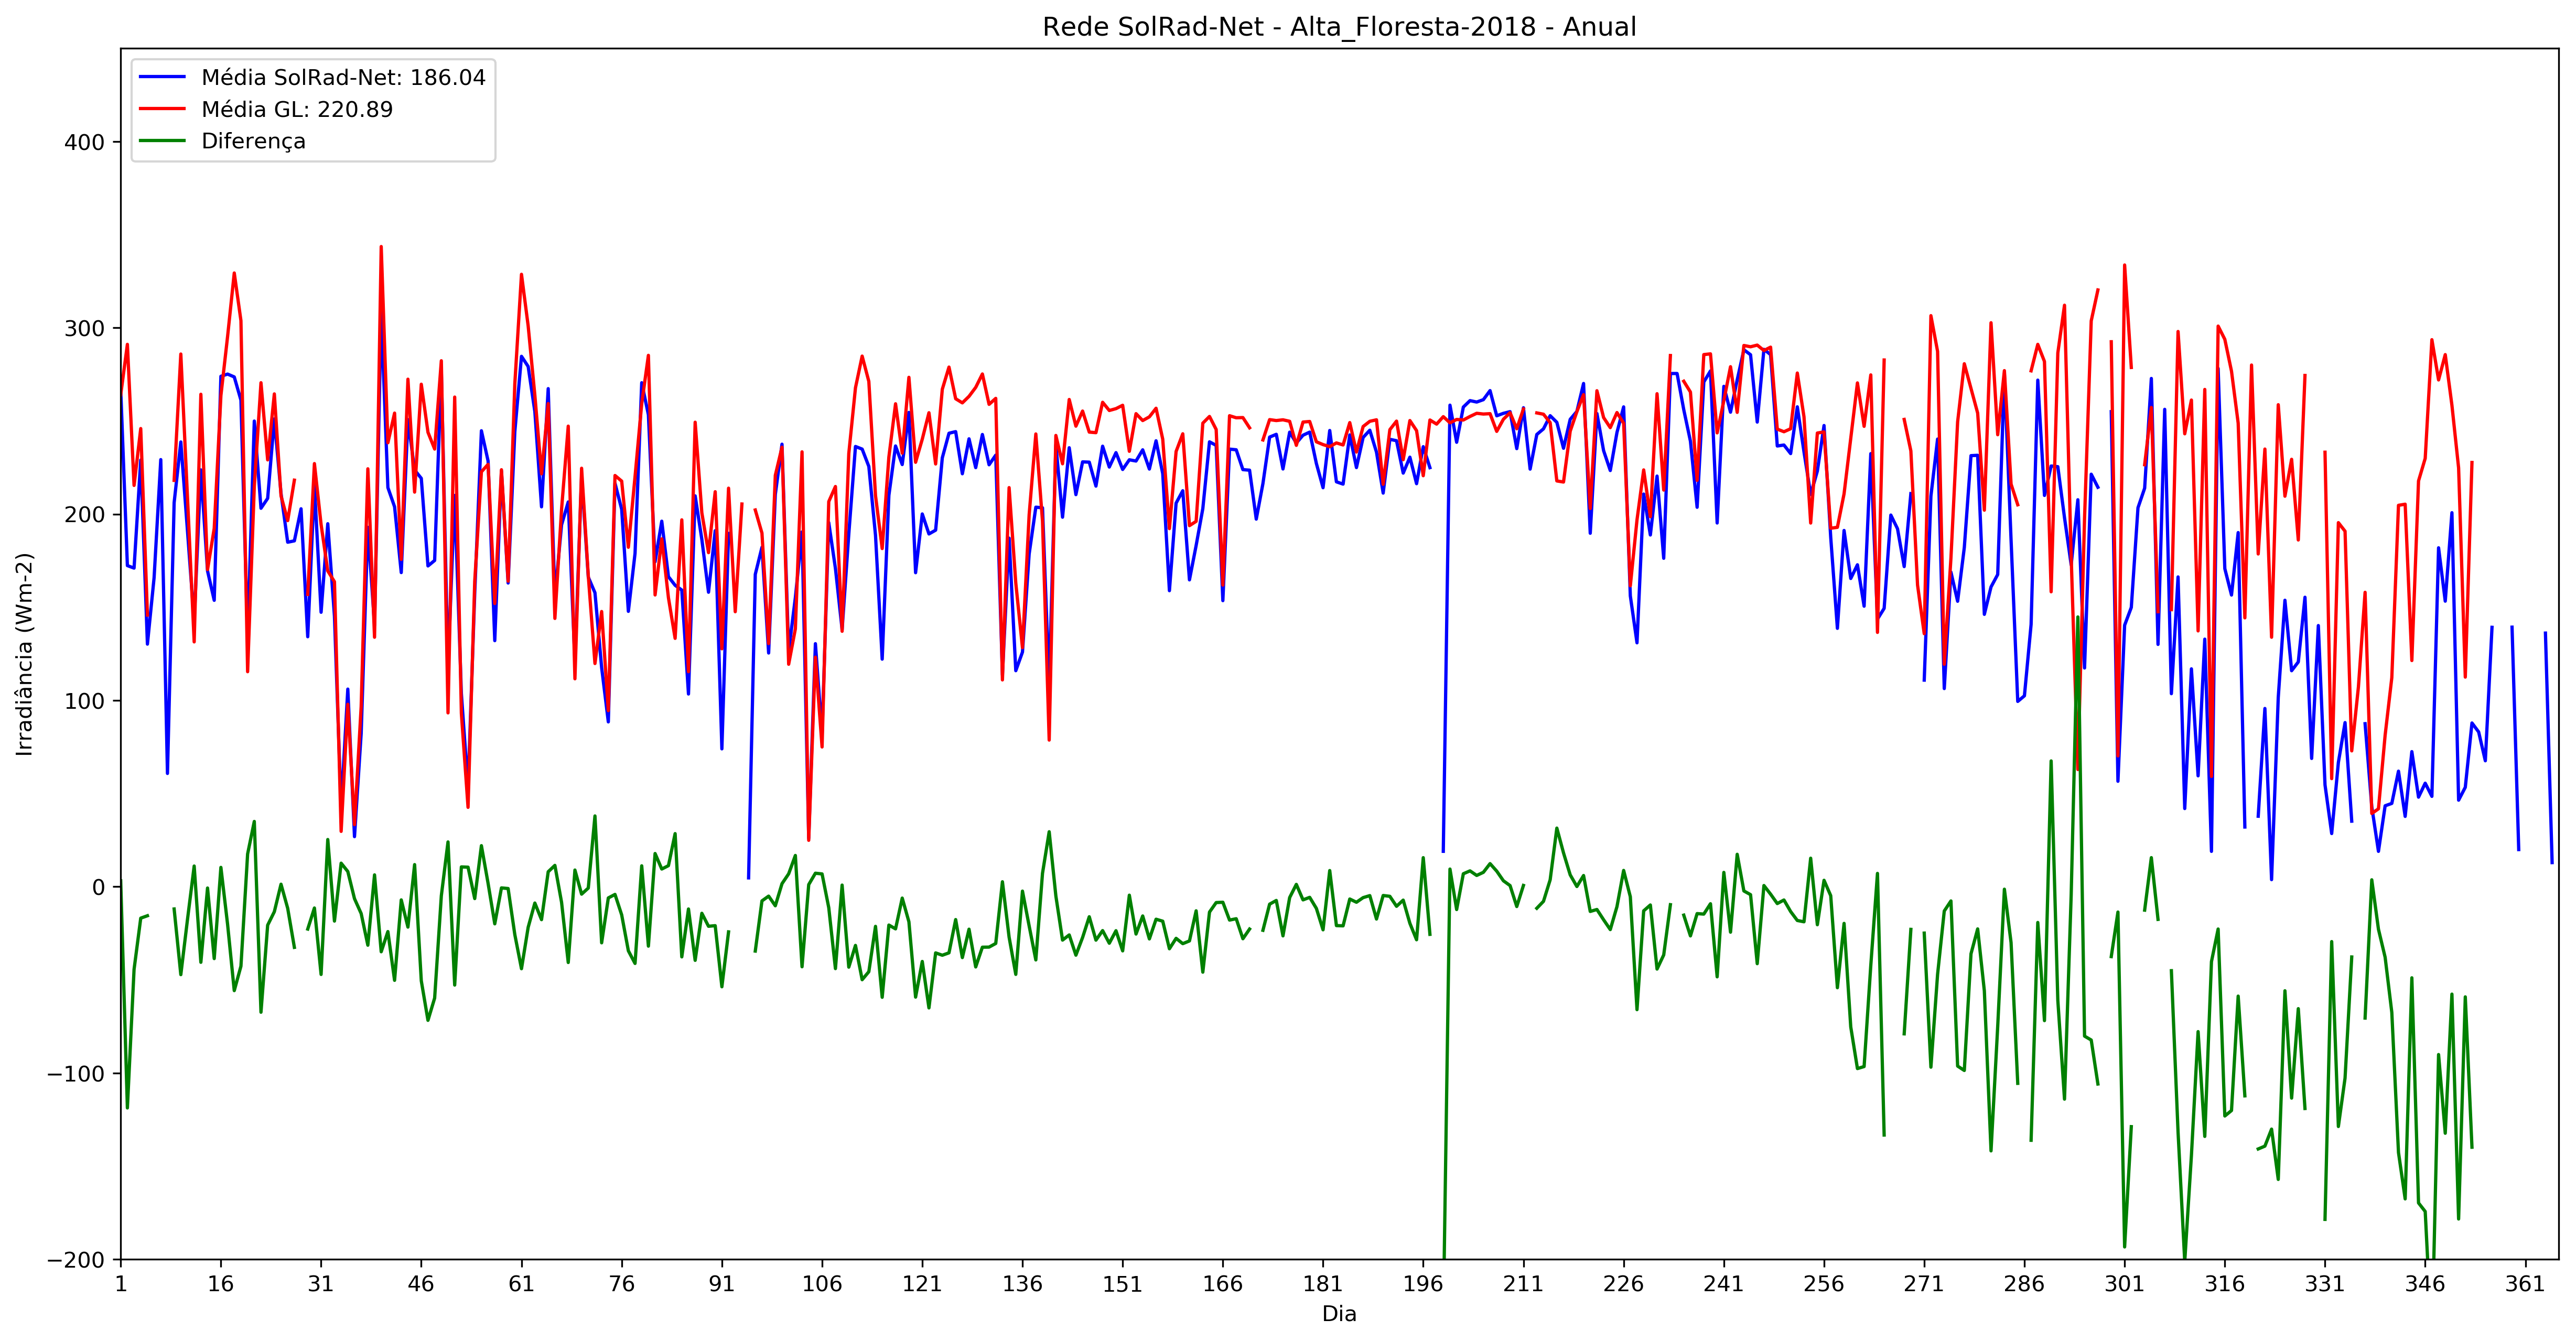 Rede SolRad-Net - Alta_Floresta-2018 - Anual
Média SolRad-Net: 186.04
Média GL: 220.89
Diferença
400
300
200
100
0
−100
−200
Irradiância (Wm-2)
1 16 31 46 61 76 91 106 121 136 151 166 181 196 211 226 241 256 271 286 301 316 331 346 361
Dia